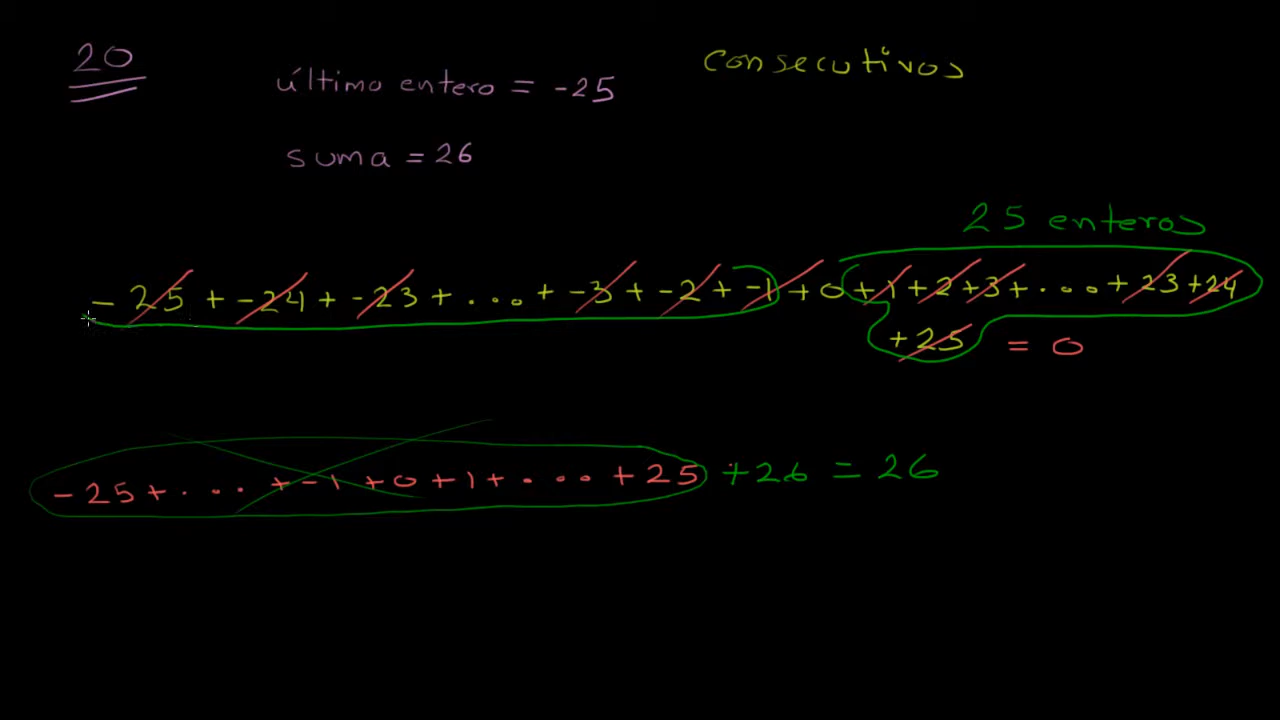 20
último entero = -25
consecutivos
suma = 26
25 enteros
- 25 + -24 + -23 + ... + -3 + -2 + -1 + 0 + 1 + 2 + 3 + ... + 23 + 24
+ 25 = 0
- 25 + ... + -1 + 0 + 1 + ... + 25 + 26 = 26